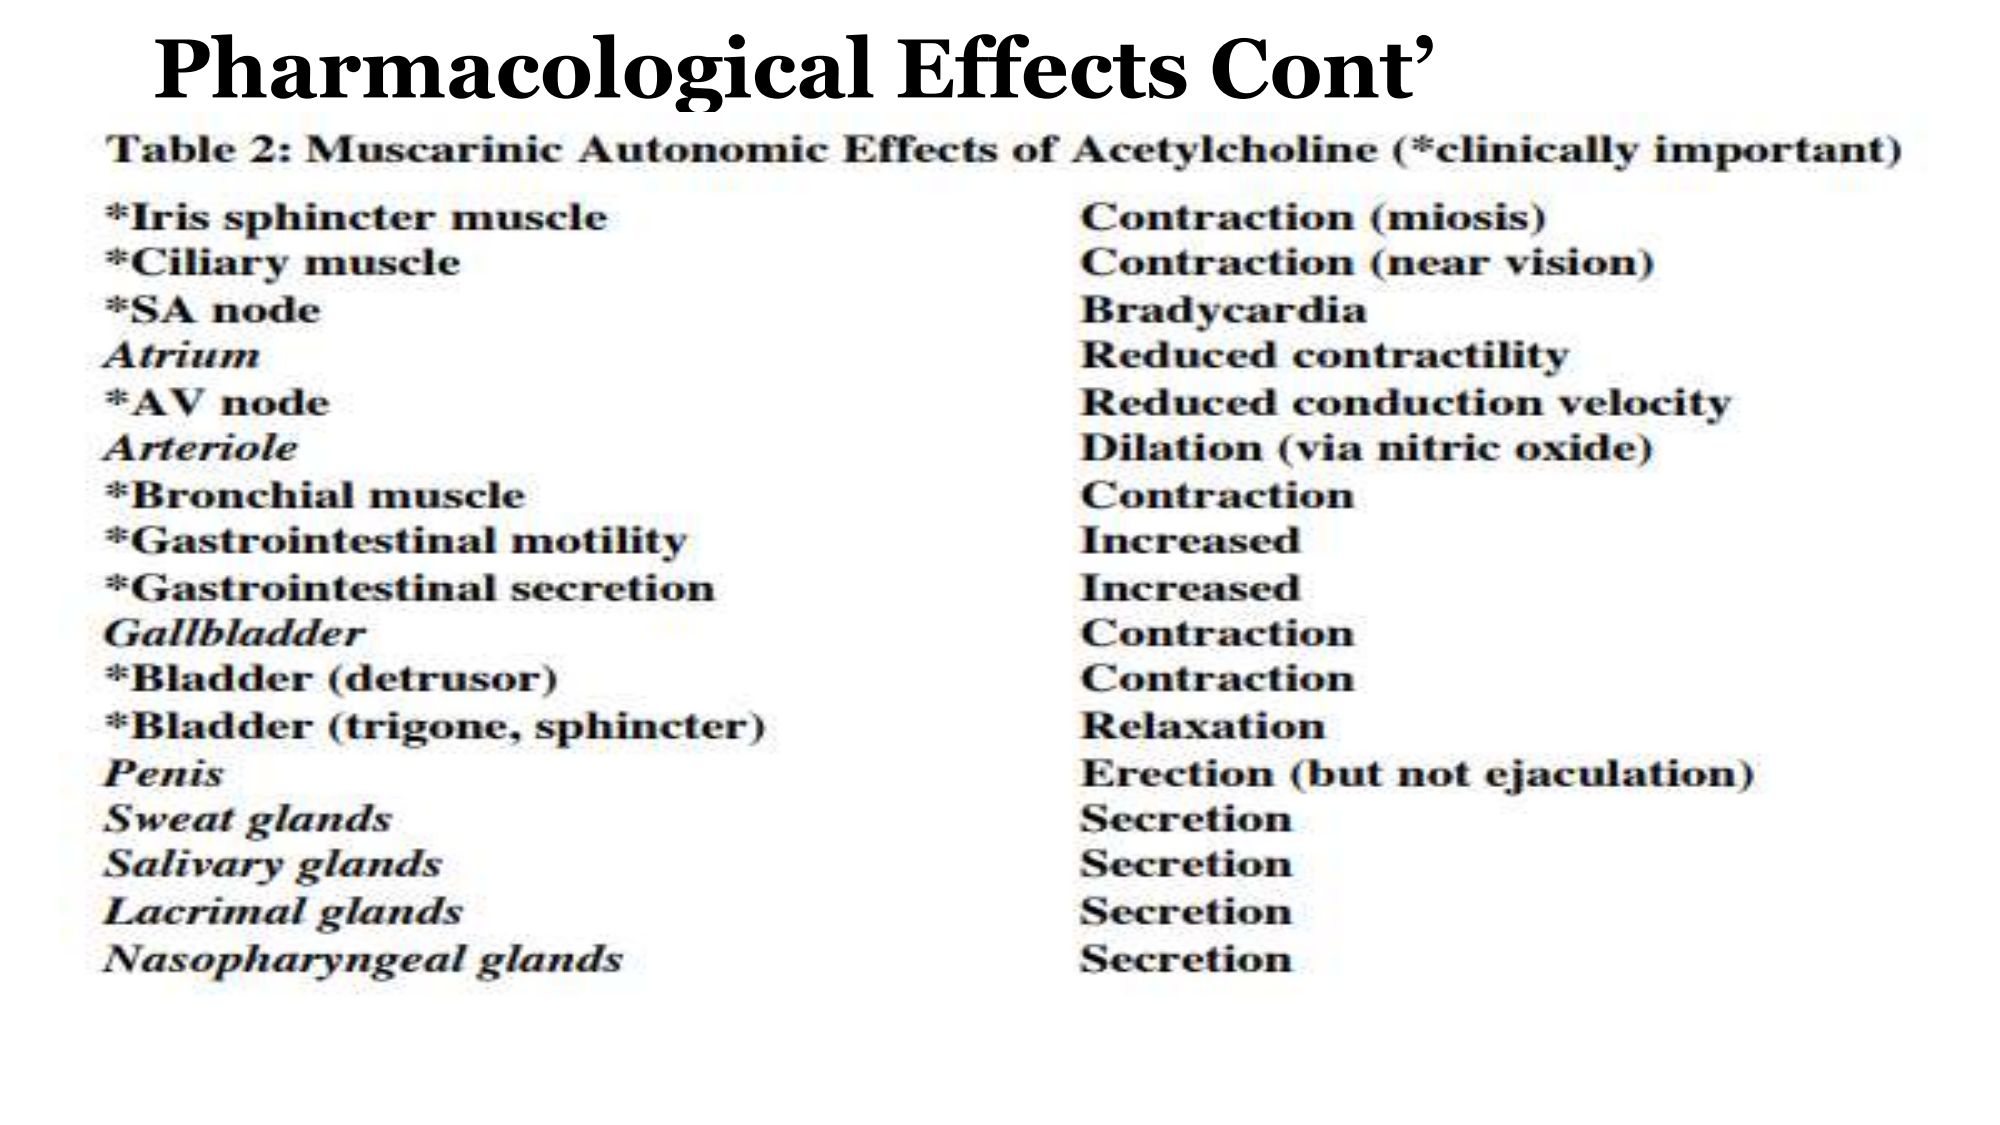 Pharmacological Effects Cont’
Table 2: Muscarinic Autonomic Effects of Acetylcholine (*clinically important)
*Iris sphincter muscle Contraction (miosis)
*Ciliary muscle Contraction (near vision)
*SA node Bradycardia
Atrium Reduced contractility
*AV node Reduced conduction velocity
Arteriole Dilation (via nitric oxide)
*Bronchial muscle Contraction
*Gastrointestinal motility Increased
*Gastrointestinal secretion Increased
Gallbladder Contraction
*Bladder (detrusor) Contraction
*Bladder (trigone, sphincter) Relaxation
Penis Erection (but not ejaculation)
Sweat glands Secretion
Salivary glands Secretion
Lacrimal glands Secretion
Nasopharyngeal glands Secretion